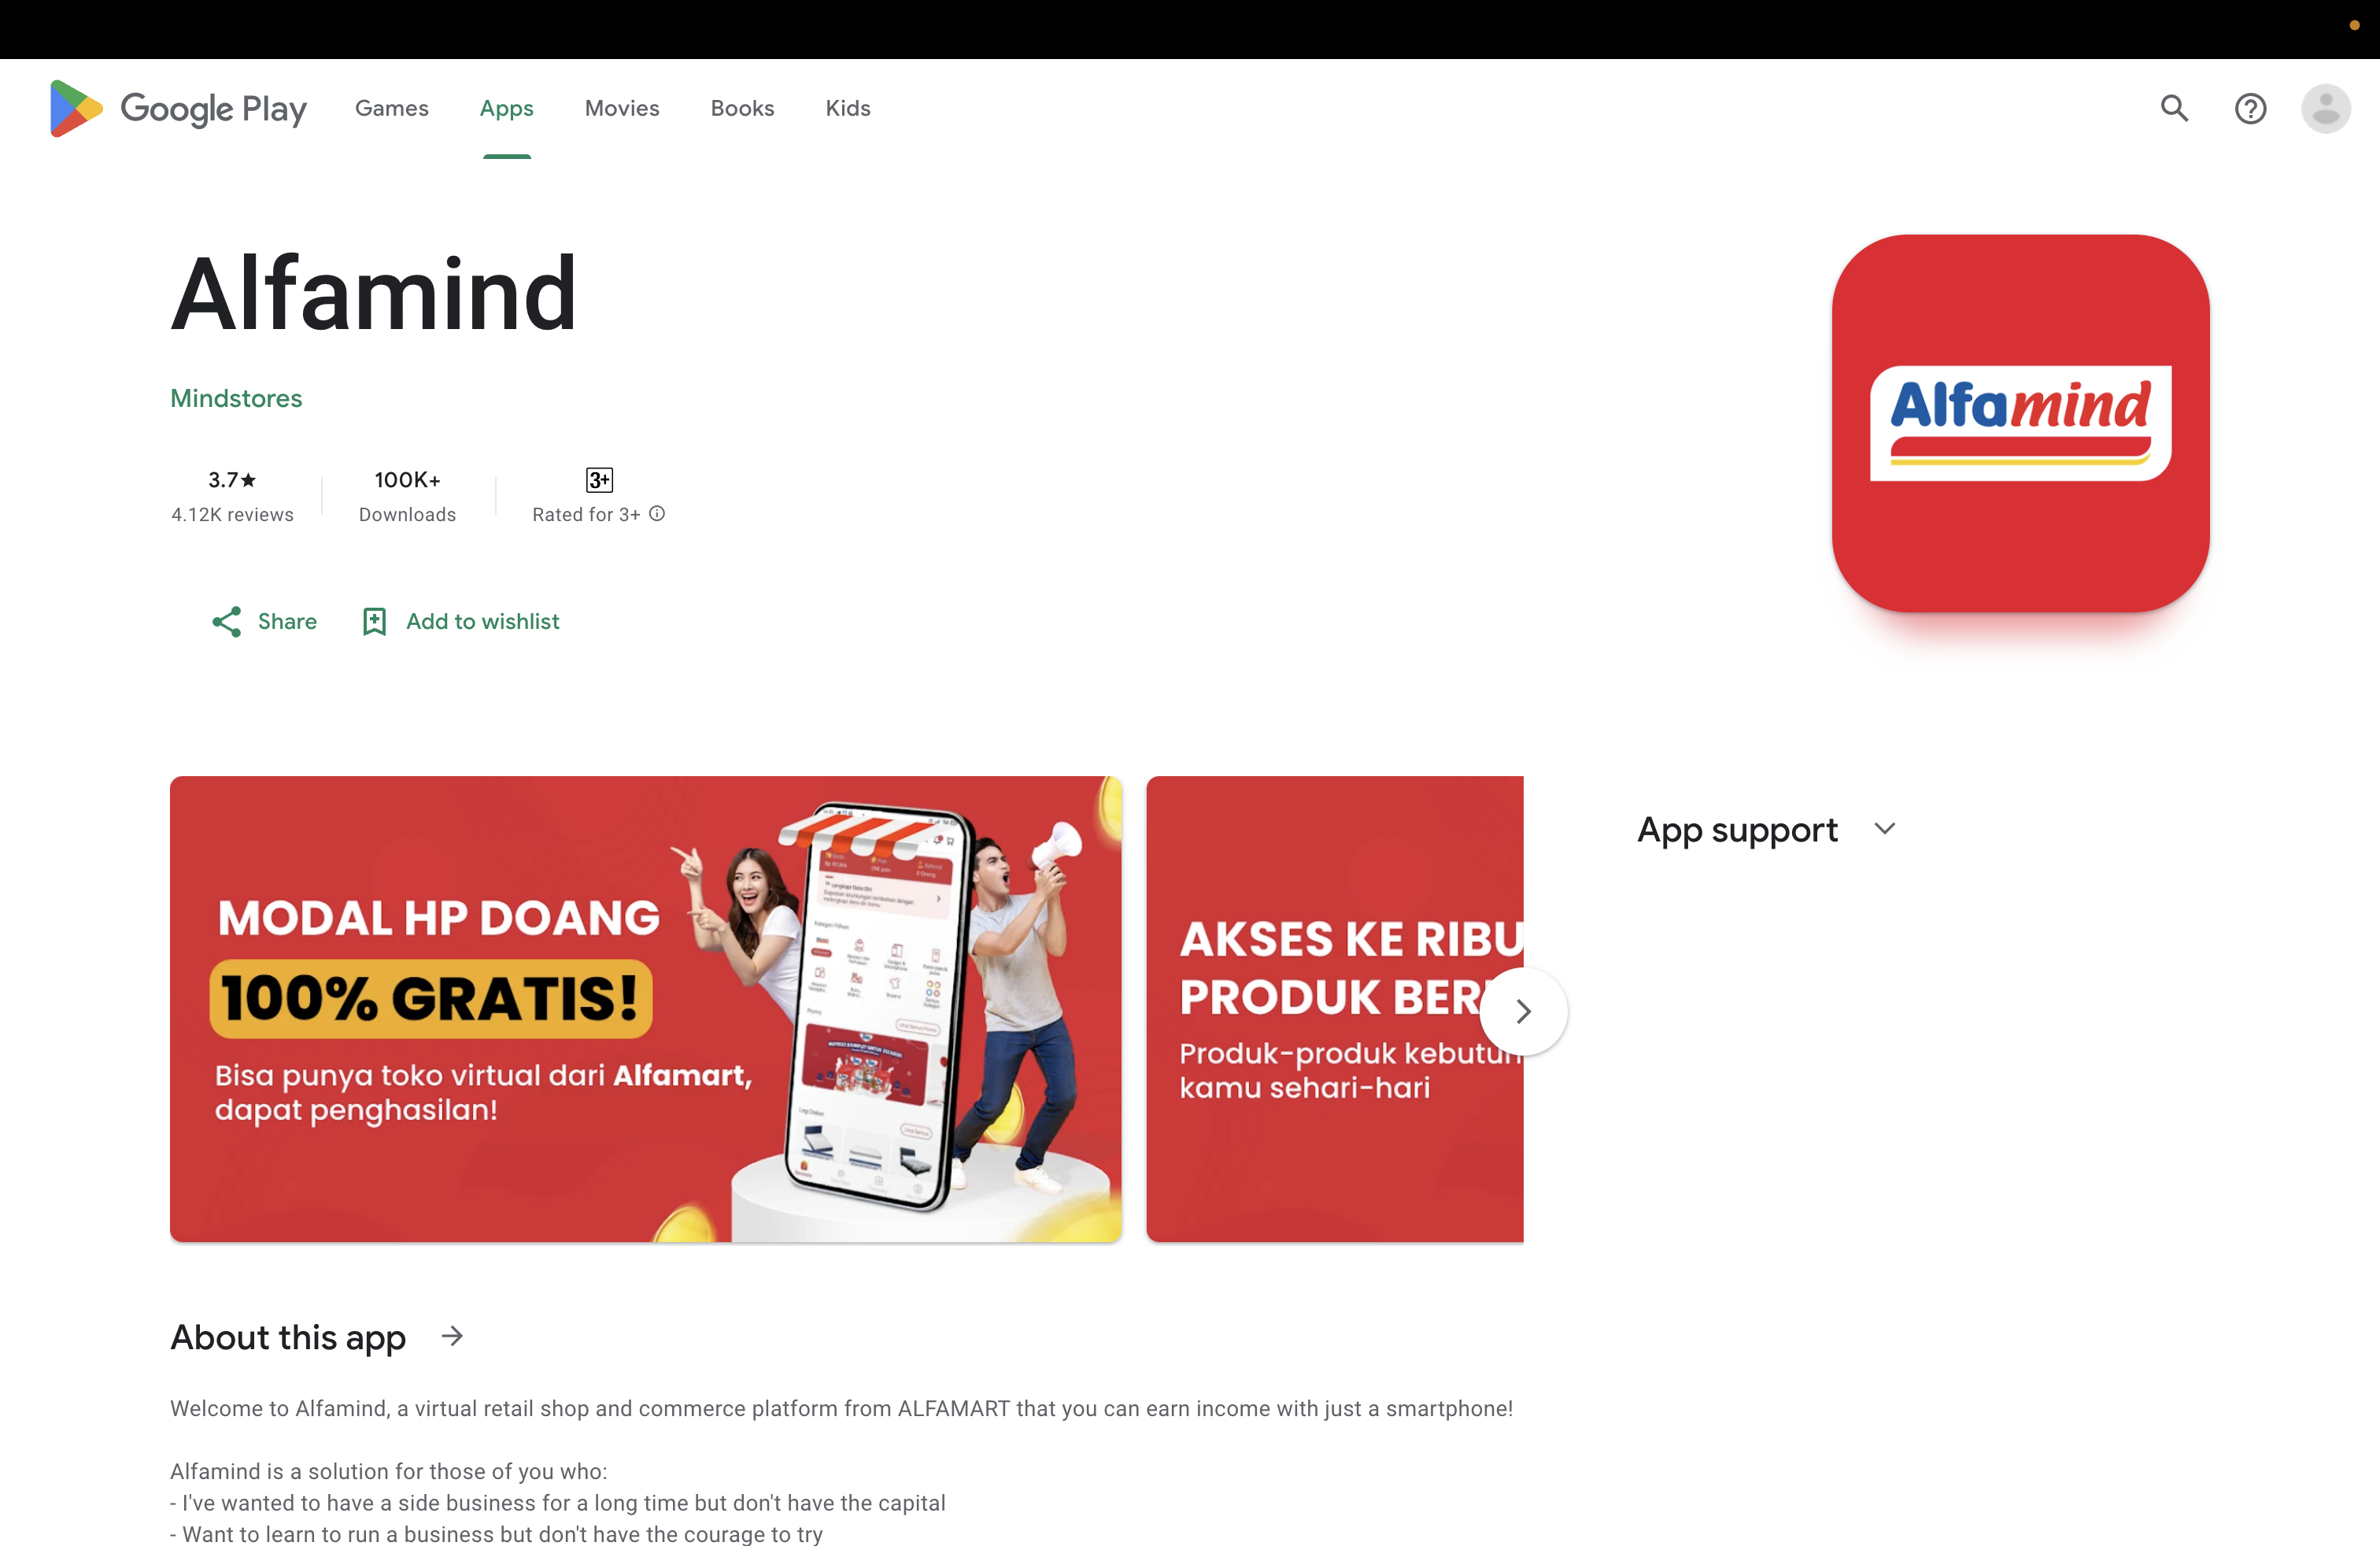 Google Play Games Apps Movies Books Kids
Alfamind
Mindstores
3.7★ 100K+ 3+
4.12K reviews Downloads Rated for 3+
Share Add to wishlist
Alfamind
MODAL HP DOANG
100% GRATIS!
Bisa punya toko virtual dari Alfamart,
dapat penghasilan!
AKSES KE RIBU
PRODUK BER
Produk-produk kebutuh
kamu sehari-hari
App support
About this app
Welcome to Alfamind, a virtual retail shop and commerce platform from ALFAMART that you can earn income with just a smartphone!
Alfamind is a solution for those of you who:
- I've wanted to have a side business for a long time but don't have the capital
- Want to learn to run a business but don't have the courage to try